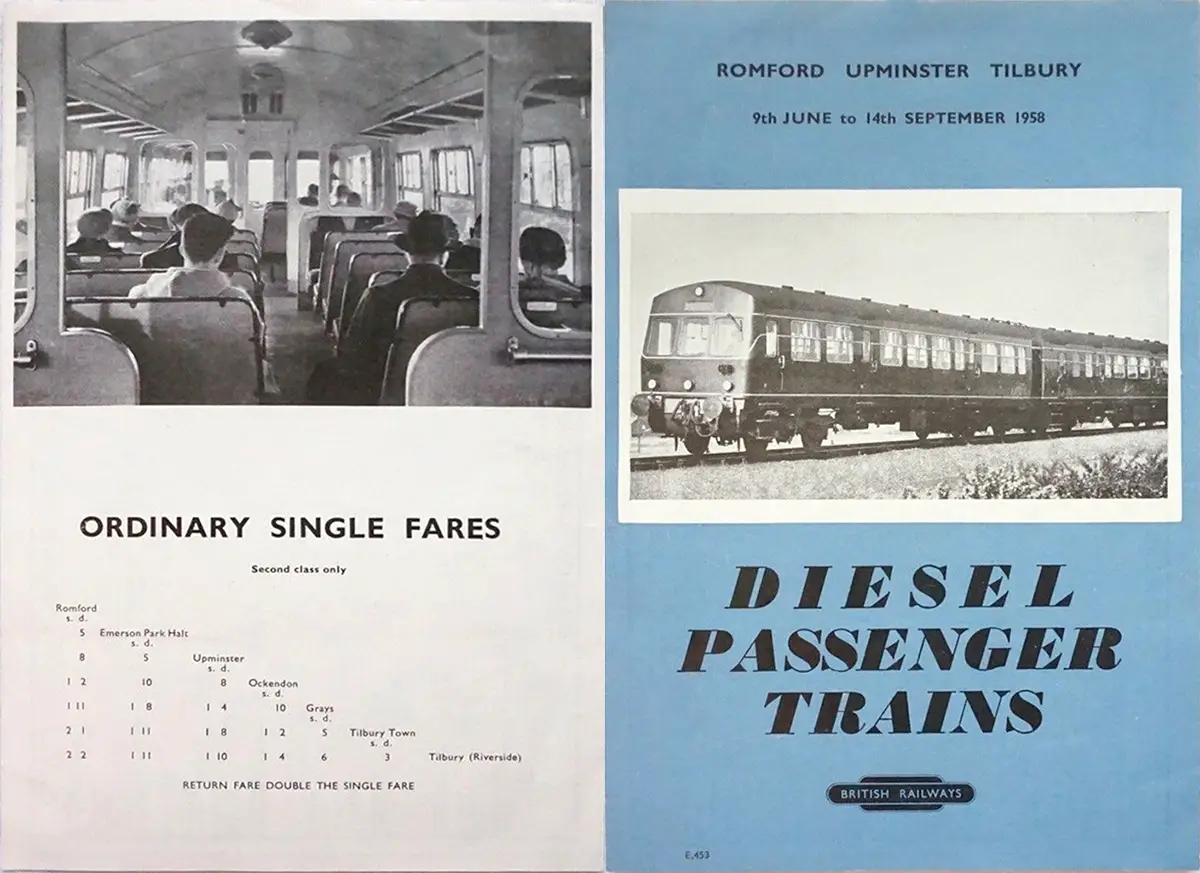 ORDINARY SINGLE FARES
Second class only
Romford
s. d.
5 Emerson Park Halt
s. d.
8 5 Upminster
s. d.
1 2 10 8 Ockendon
s. d.
1 11 1 8 1 4 10 Grays
s. d.
2 1 1 11 1 8 1 2 5 Tilbury Town
s. d.
2 2 1 11 1 10 1 4 6 3 Tilbury (Riverside)
RETURN FARE DOUBLE THE SINGLE FARE
ROMFORD UPMINSTER TILBURY
9th JUNE to 14th SEPTEMBER 1958
DIESEL
PASSENGER
TRAINS
BRITISH RAILWAYS
E.453